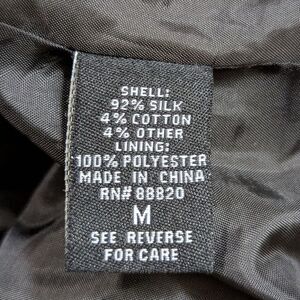 SHELL:
92% SILK
4% COTTON
4% OTHER
LINING:
100% POLYESTER
MADE IN CHINA
RN# 88820
M
SEE REVERSE
FOR CARE